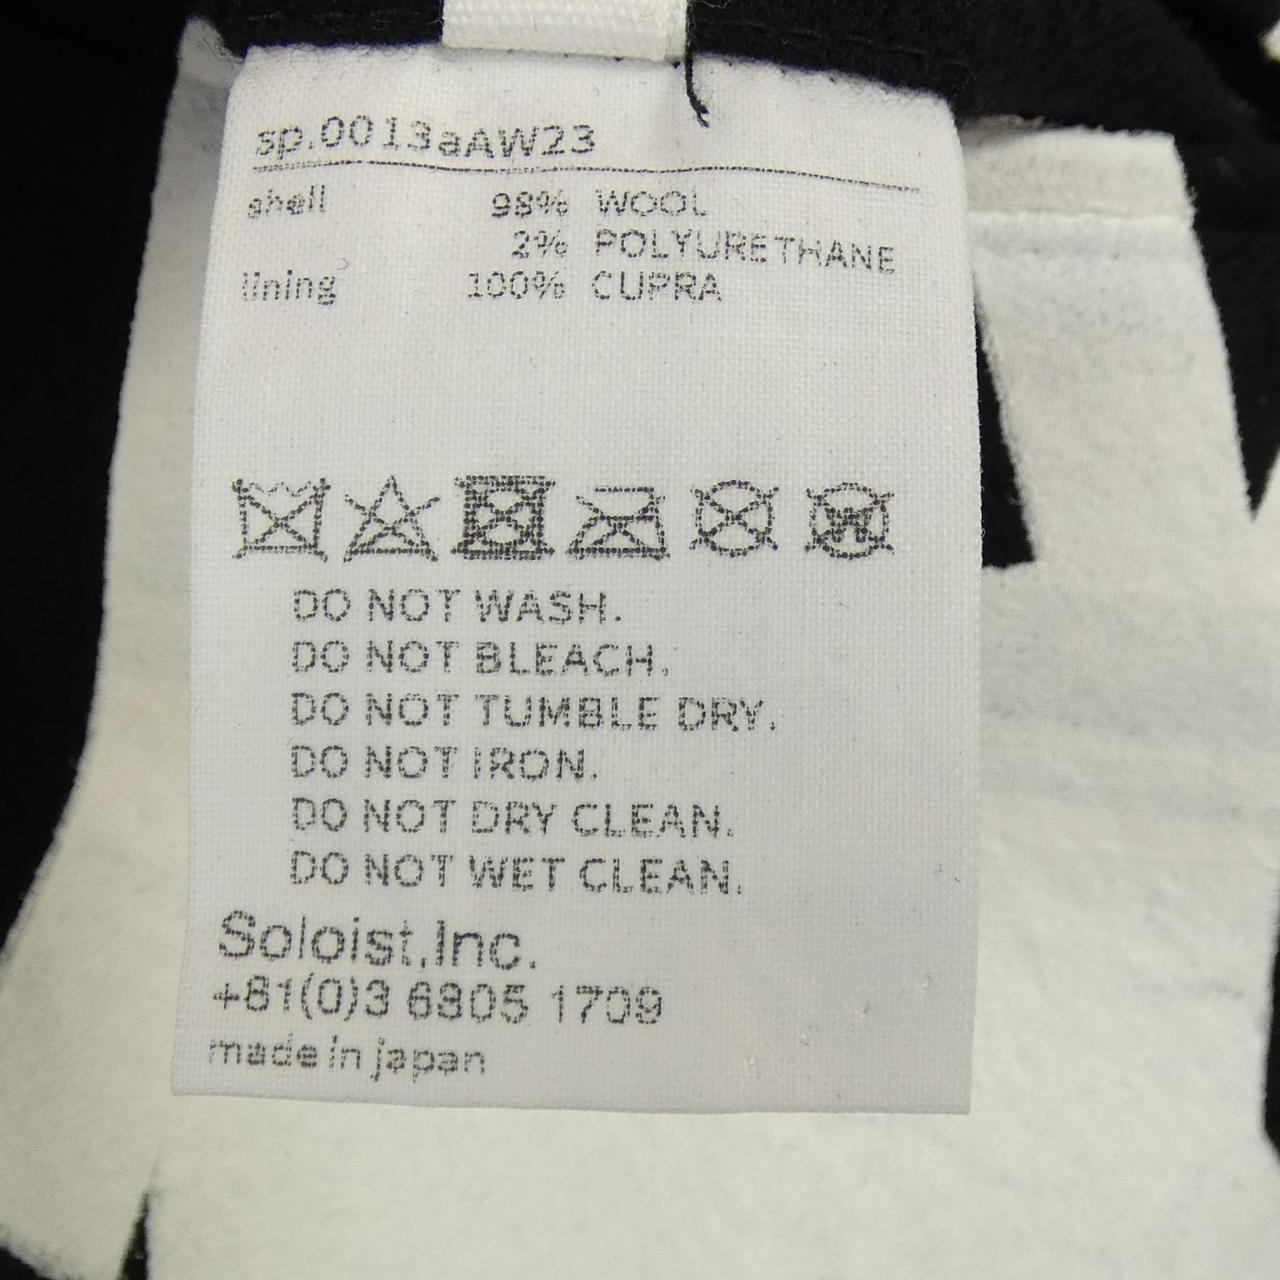 sp.0013aAW23
shell 98% WOOL
2% POLYURETHANE
lining 100% CUPRA
DO NOT WASH.
DO NOT BLEACH.
DO NOT TUMBLE DRY.
DO NOT IRON.
DO NOT DRY CLEAN.
DO NOT WET CLEAN.
Soloist.Inc.
+81(0)3 6805 1709
made in japan